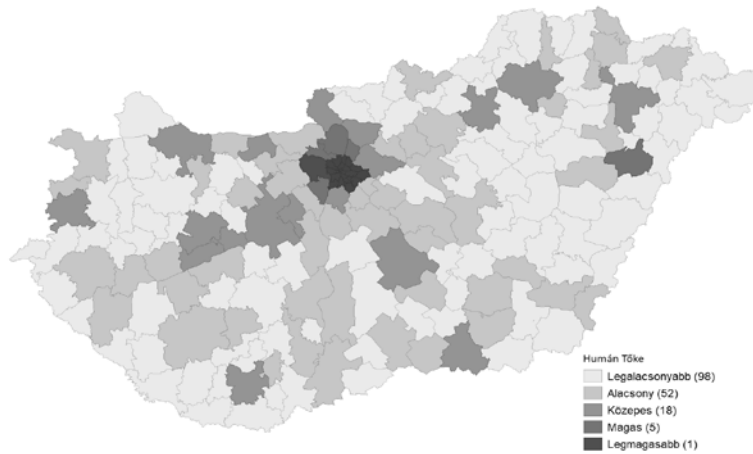 Humán Tőke
Legalacsonyabb (98)
Alacsony (52)
Közepes (18)
Magas (5)
Legmagasabb (1)